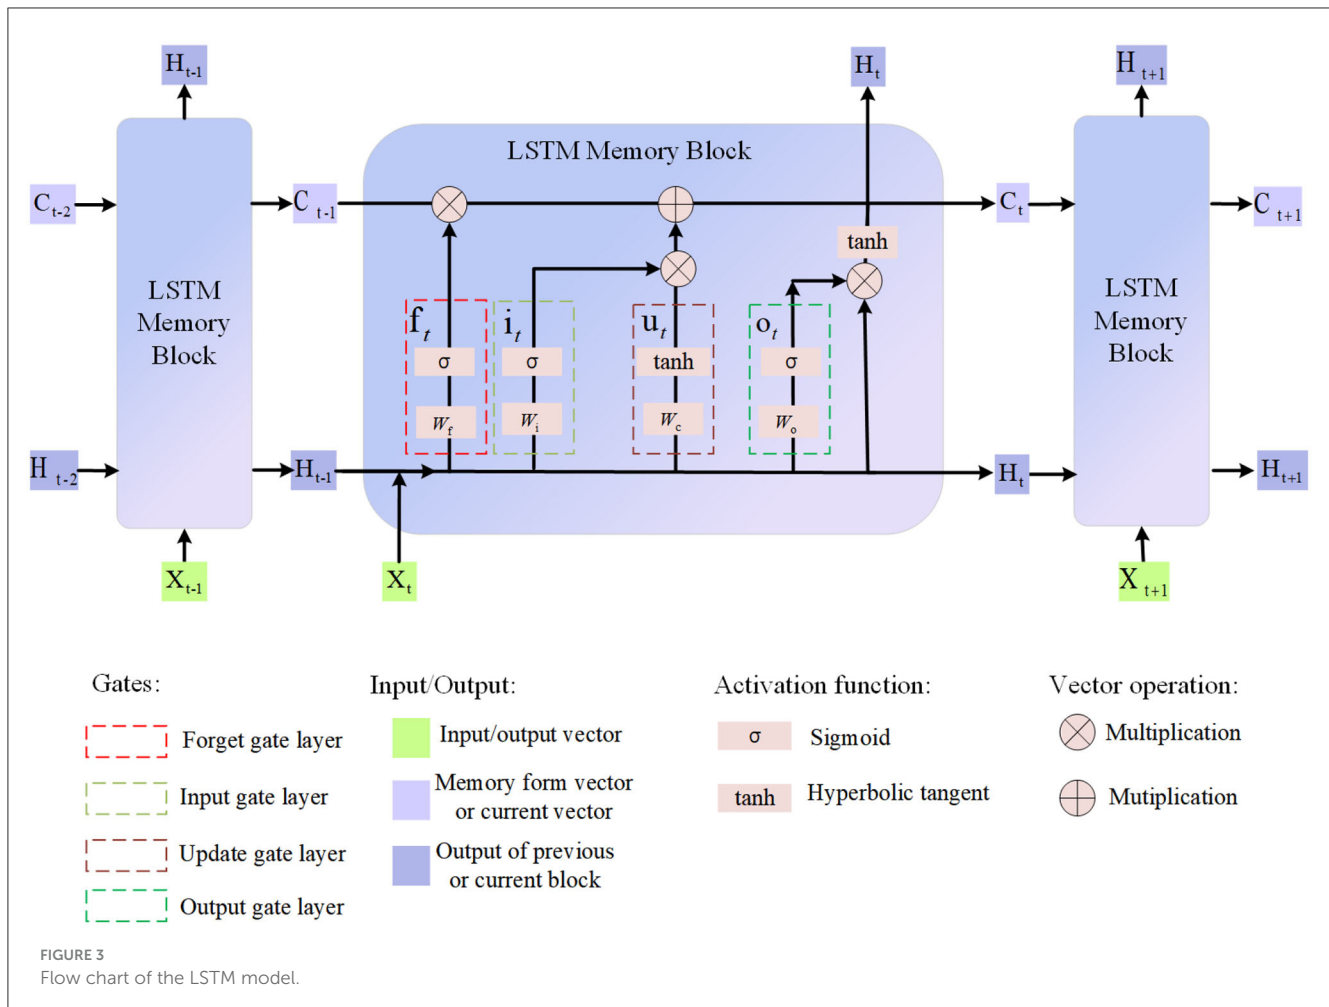 H t-1
H t
H t+1
LSTM Memory Block
C t-2
C t-1
C t
C t+1
tanh
LSTM
Memory
Block
LSTM
Memory
Block
f t
i t
u t
o t
σ
σ
tanh
σ
W f
W i
W c
W o
H t-2
H t-1
H t
H t+1
X t-1
X t
X t+1
Gates:
Forget gate layer
Input gate layer
Update gate layer
Output gate layer
Input/Output:
Input/output vector
Memory form vector
or current vector
Output of previous
or current block
Activation function:
σ Sigmoid
tanh Hyperbolic tangent
Vector operation:
Multiplication
Mutiplication
FIGURE 3
Flow chart of the LSTM model.